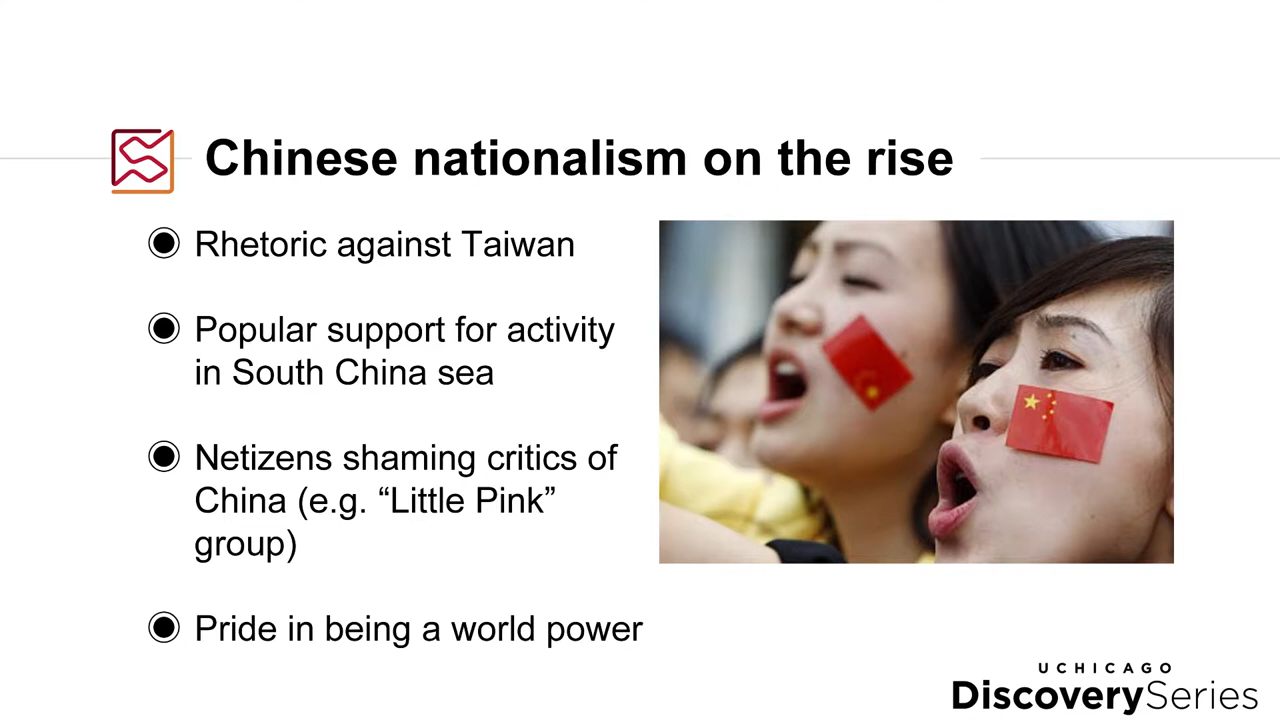 Chinese nationalism on the rise
Rhetoric against Taiwan
Popular support for activity
in South China sea
Netizens shaming critics of
China (e.g. “Little Pink”
group)
Pride in being a world power
UCHICAGO
DiscoverySeries